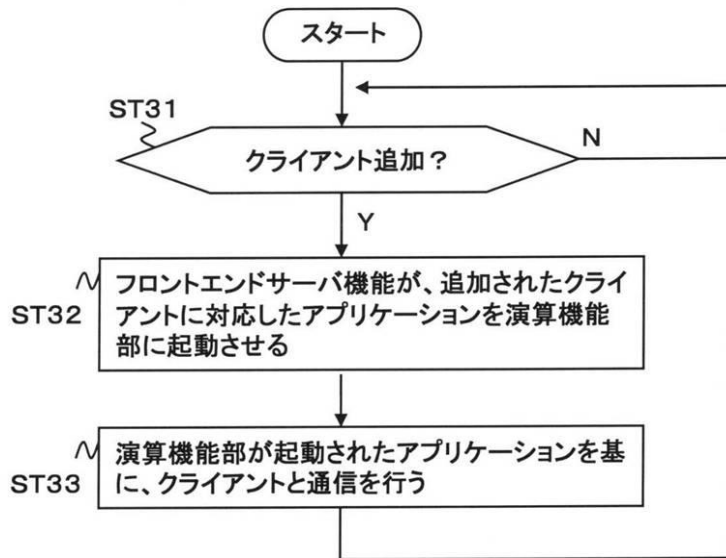 スタート
ST31
クライアント追加?
N
Y
フロントエンドサーバ機能が、追加されたクライ
アントに対応したアプリケーションを演算機能
部に起動させる
ST32
演算機能部が起動されたアプリケーションを基
に、クライアントと通信を行う
ST33